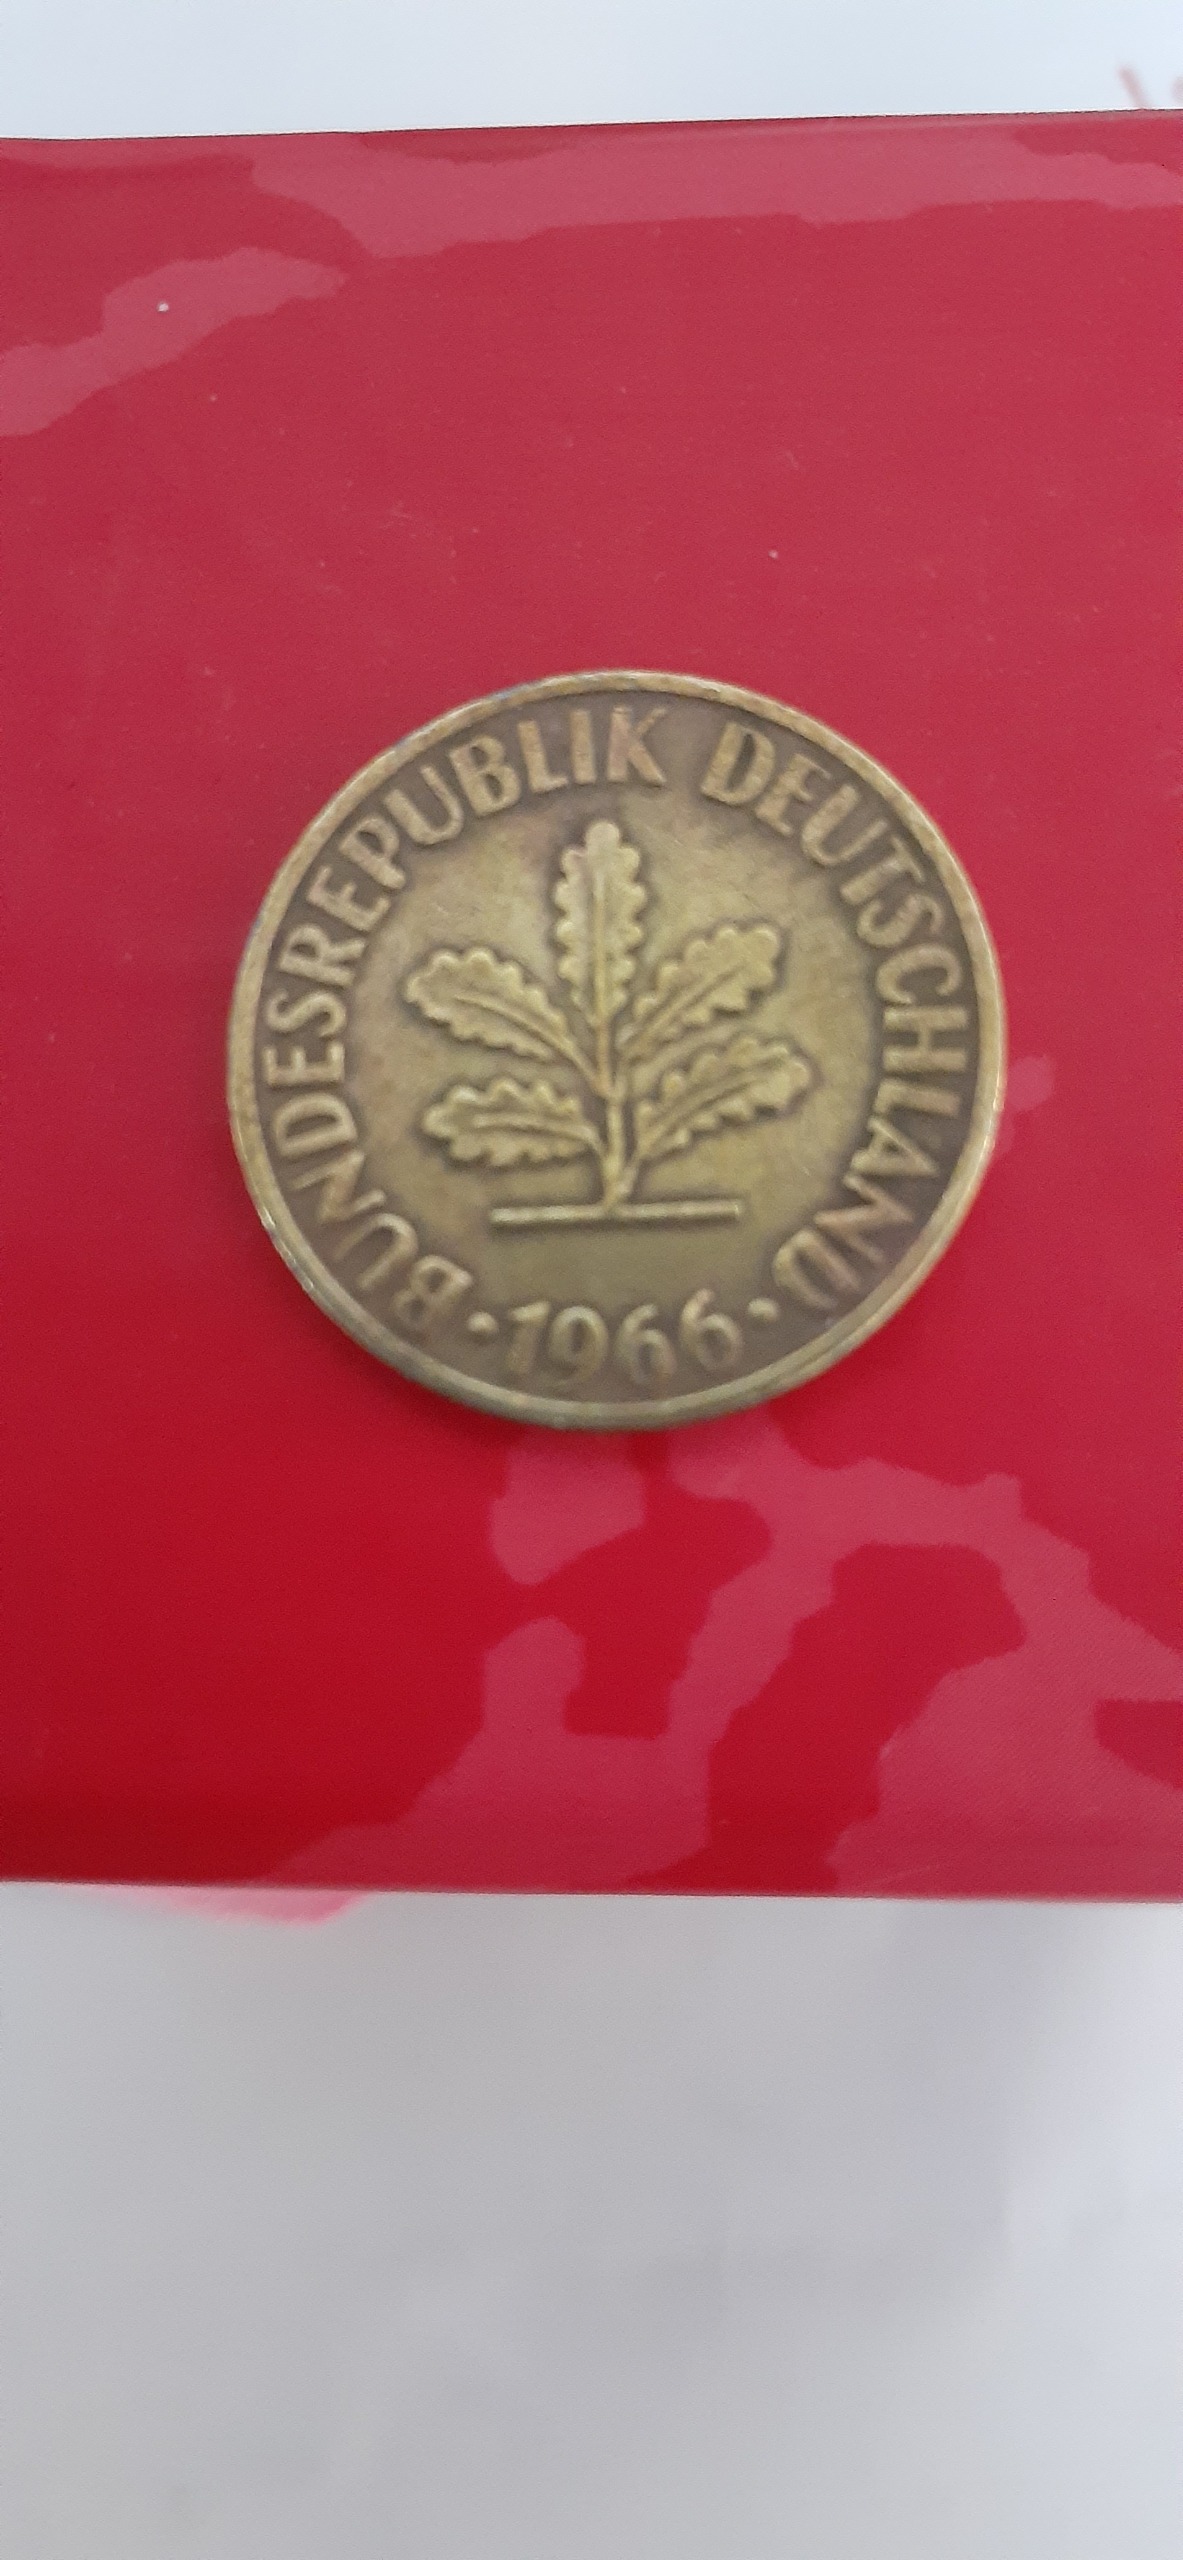 BUNDESREPUBLIK DEUTSCHLAND
· 1966 ·